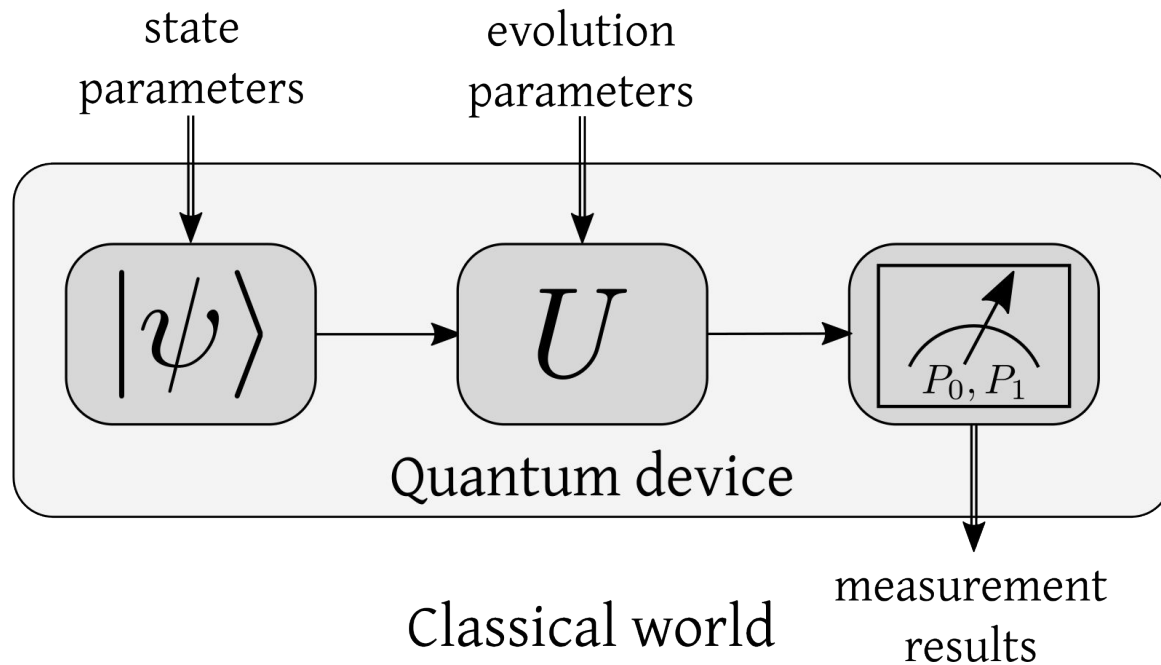 state
parameters
evolution
parameters
|ψ⟩
U
P₀, P₁
Quantum device
measurement
results
Classical world